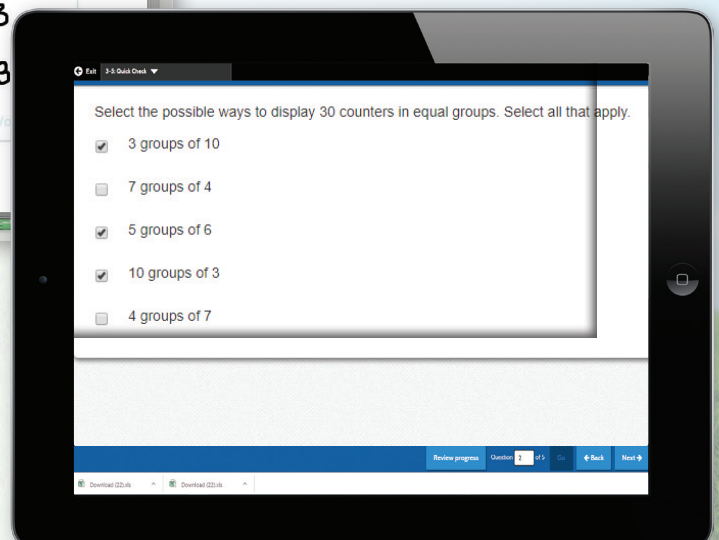 3
3
Exit 3-3: Quick Check
Select the possible ways to display 30 counters in equal groups. Select all that apply.
3 groups of 10
7 groups of 4
5 groups of 6
10 groups of 3
4 groups of 7
Review progress Question 2 of 5 Go Back Next
Download (22).xls Download (22).xls